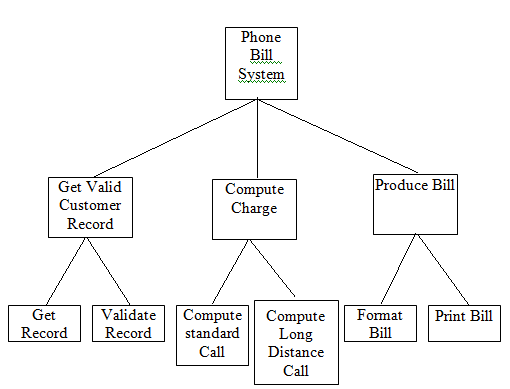 Phone
Bill
System
Get Valid
Customer
Record
Compute
Charge
Produce Bill
Get
Record
Validate
Record
Compute
standard
Call
Compute
Long
Distance
Call
Format
Bill
Print Bill